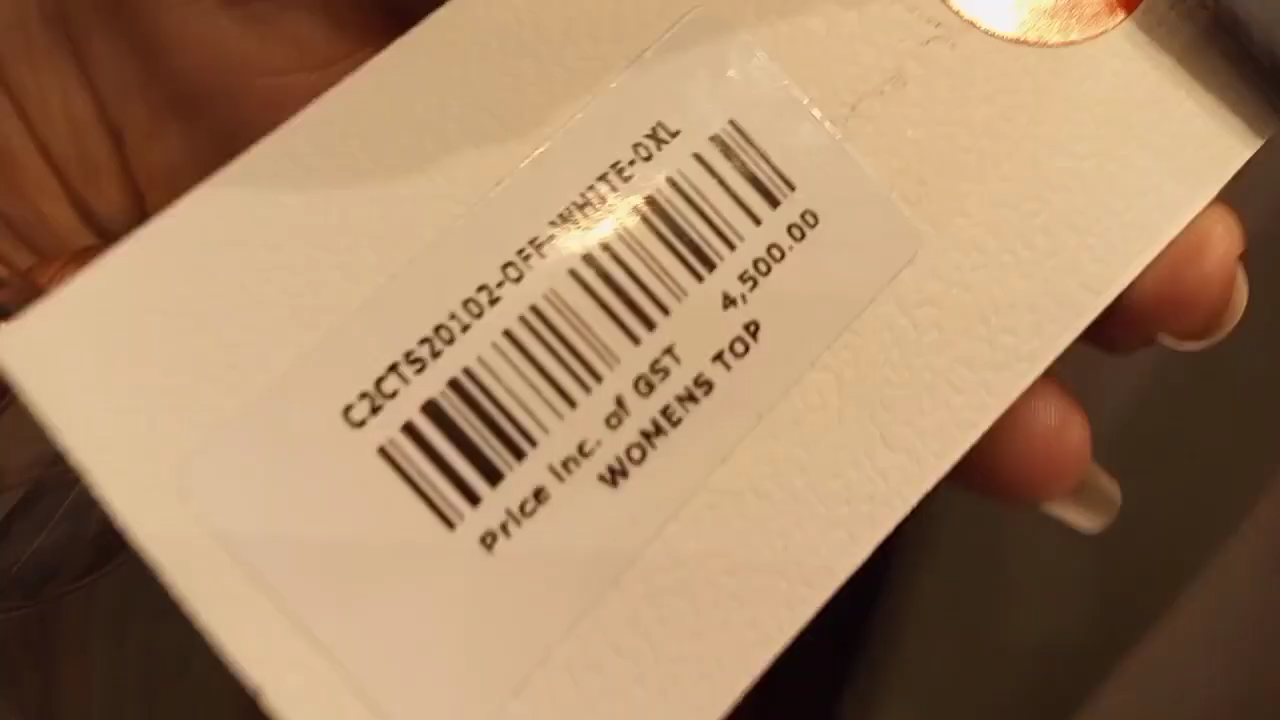 C2CTS20102-OFF-WHITE-0XL
Price Inc. of GST 4,500.00
WOMENS TOP